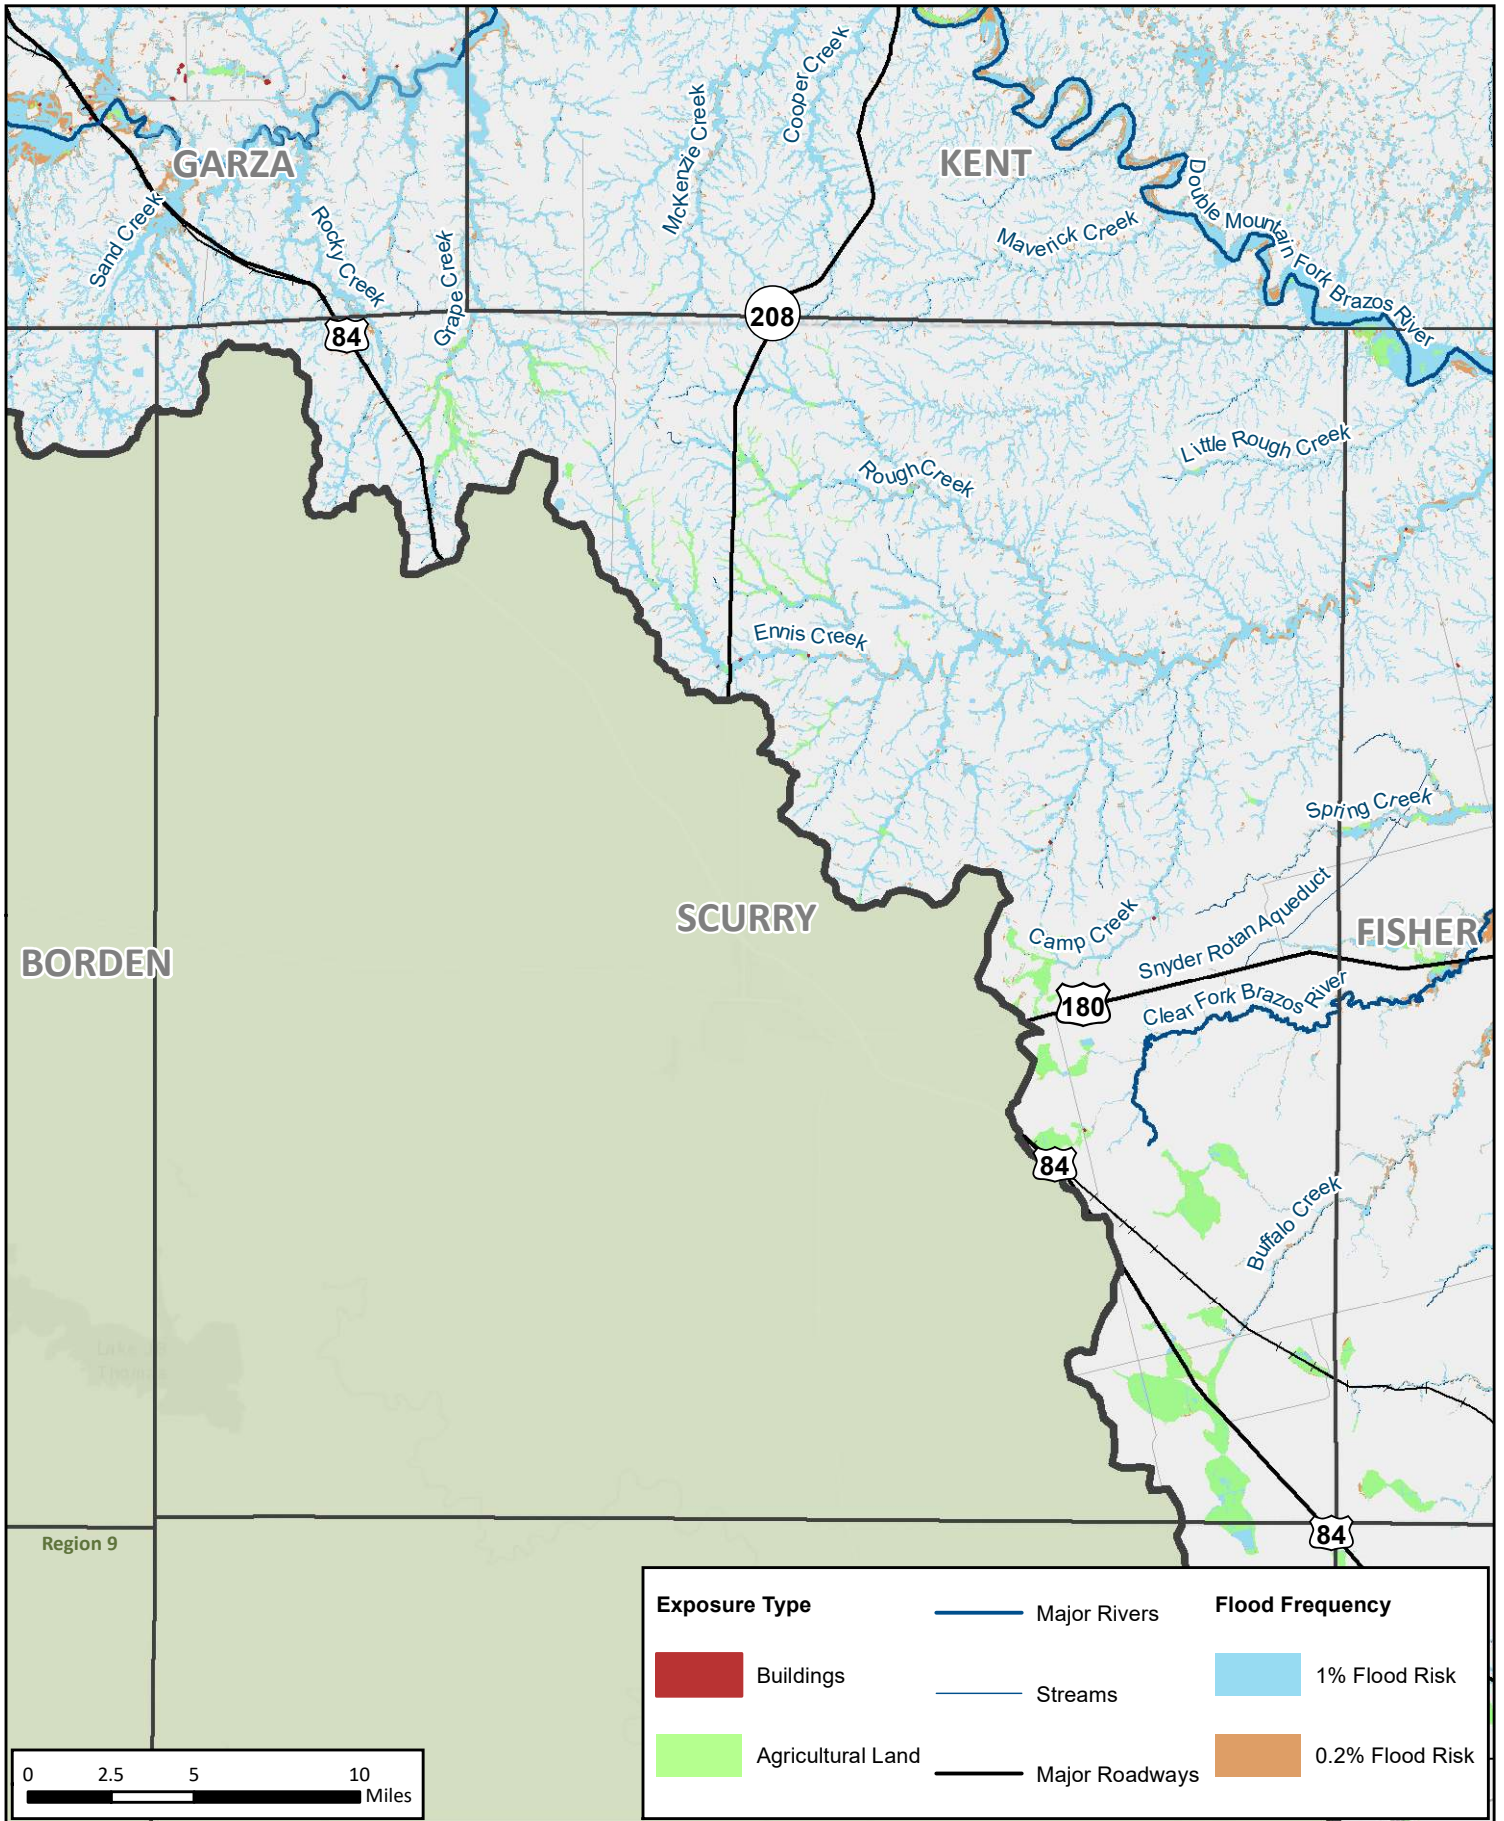 Cooper Creek
McKenzie Creek
GARZA
KENT
Double Mountain Fork Brazos River
Sand Creek
Rocky Creek
Grape Creek
Maverick Creek
208
84
Little Rough Creek
Rough Creek
Ennis Creek
Spring Creek
SCURRY
Camp Creek
Snyder Rotan Aqueduct
FISHER
BORDEN
180
Clear Fork Brazos River
84
Buffalo Creek
Lake
Thomas
84
Region 9
Exposure Type
Buildings
Agricultural Land
Major Rivers
Streams
Major Roadways
Flood Frequency
1% Flood Risk
0.2% Flood Risk
0 2.5 5 10
Miles